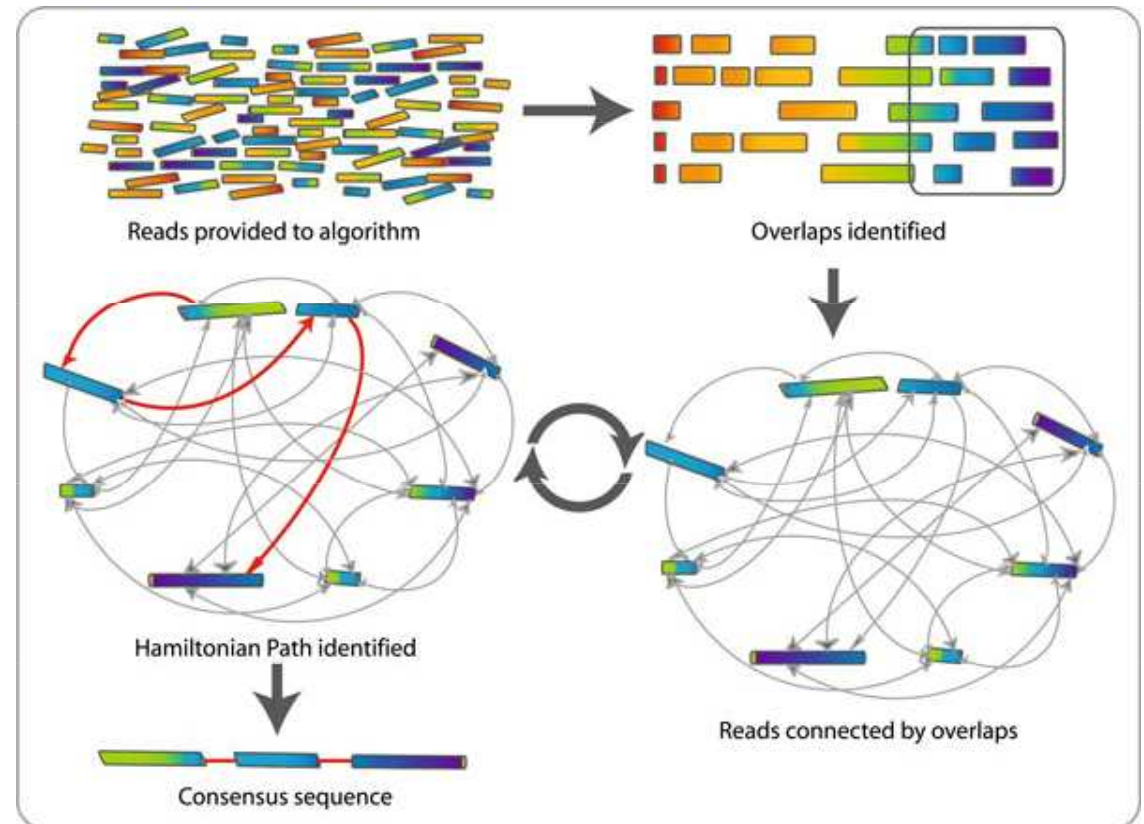 Reads provided to algorithm
Overlaps identified
Hamiltonian Path identified
Reads connected by overlaps
Consensus sequence